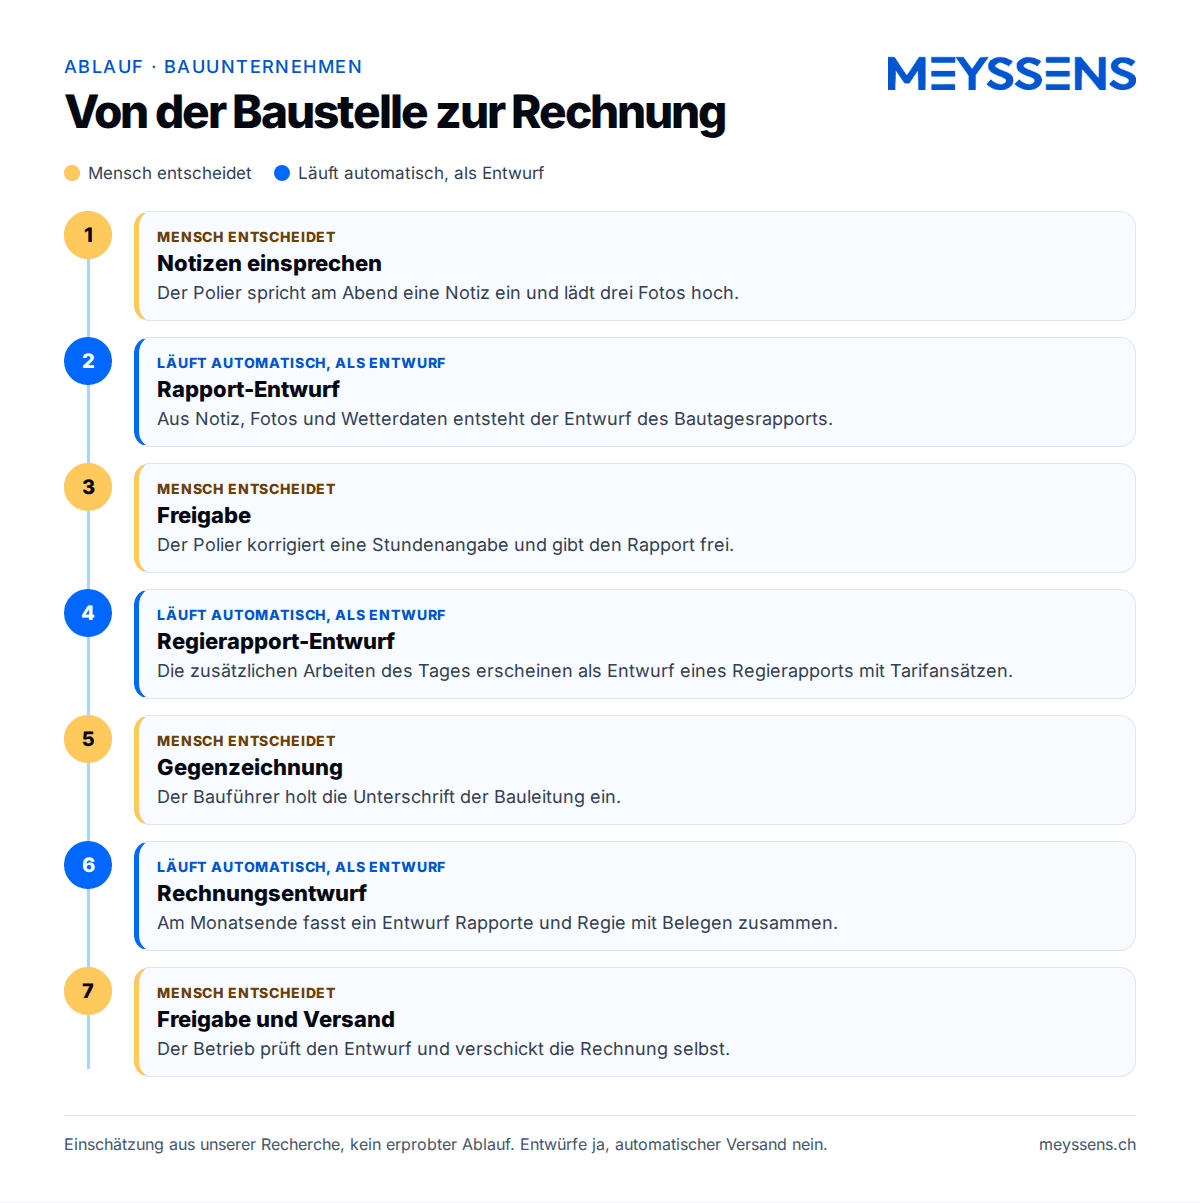 ABLAUF · BAUUNTERNEHMEN
MEYSSENS
Von der Baustelle zur Rechnung
Mensch entscheidet
Läuft automatisch, als Entwurf
1
MENSCH ENTSCHEIDET
Notizen einsprechen
Der Polier spricht am Abend eine Notiz ein und lädt drei Fotos hoch.
2
LÄUFT AUTOMATISCH, ALS ENTWURF
Rapport-Entwurf
Aus Notiz, Fotos und Wetterdaten entsteht der Entwurf des Bautagesrapports.
3
MENSCH ENTSCHEIDET
Freigabe
Der Polier korrigiert eine Stundenangabe und gibt den Rapport frei.
4
LÄUFT AUTOMATISCH, ALS ENTWURF
Regierapport-Entwurf
Die zusätzlichen Arbeiten des Tages erscheinen als Entwurf eines Regierapports mit Tarifansätzen.
5
MENSCH ENTSCHEIDET
Gegenzeichnung
Der Bauführer holt die Unterschrift der Bauleitung ein.
6
LÄUFT AUTOMATISCH, ALS ENTWURF
Rechnungsentwurf
Am Monatsende fasst ein Entwurf Rapporte und Regie mit Belegen zusammen.
7
MENSCH ENTSCHEIDET
Freigabe und Versand
Der Betrieb prüft den Entwurf und verschickt die Rechnung selbst.
Einschätzung aus unserer Recherche, kein erprobter Ablauf. Entwürfe ja, automatischer Versand nein.
meyssens.ch